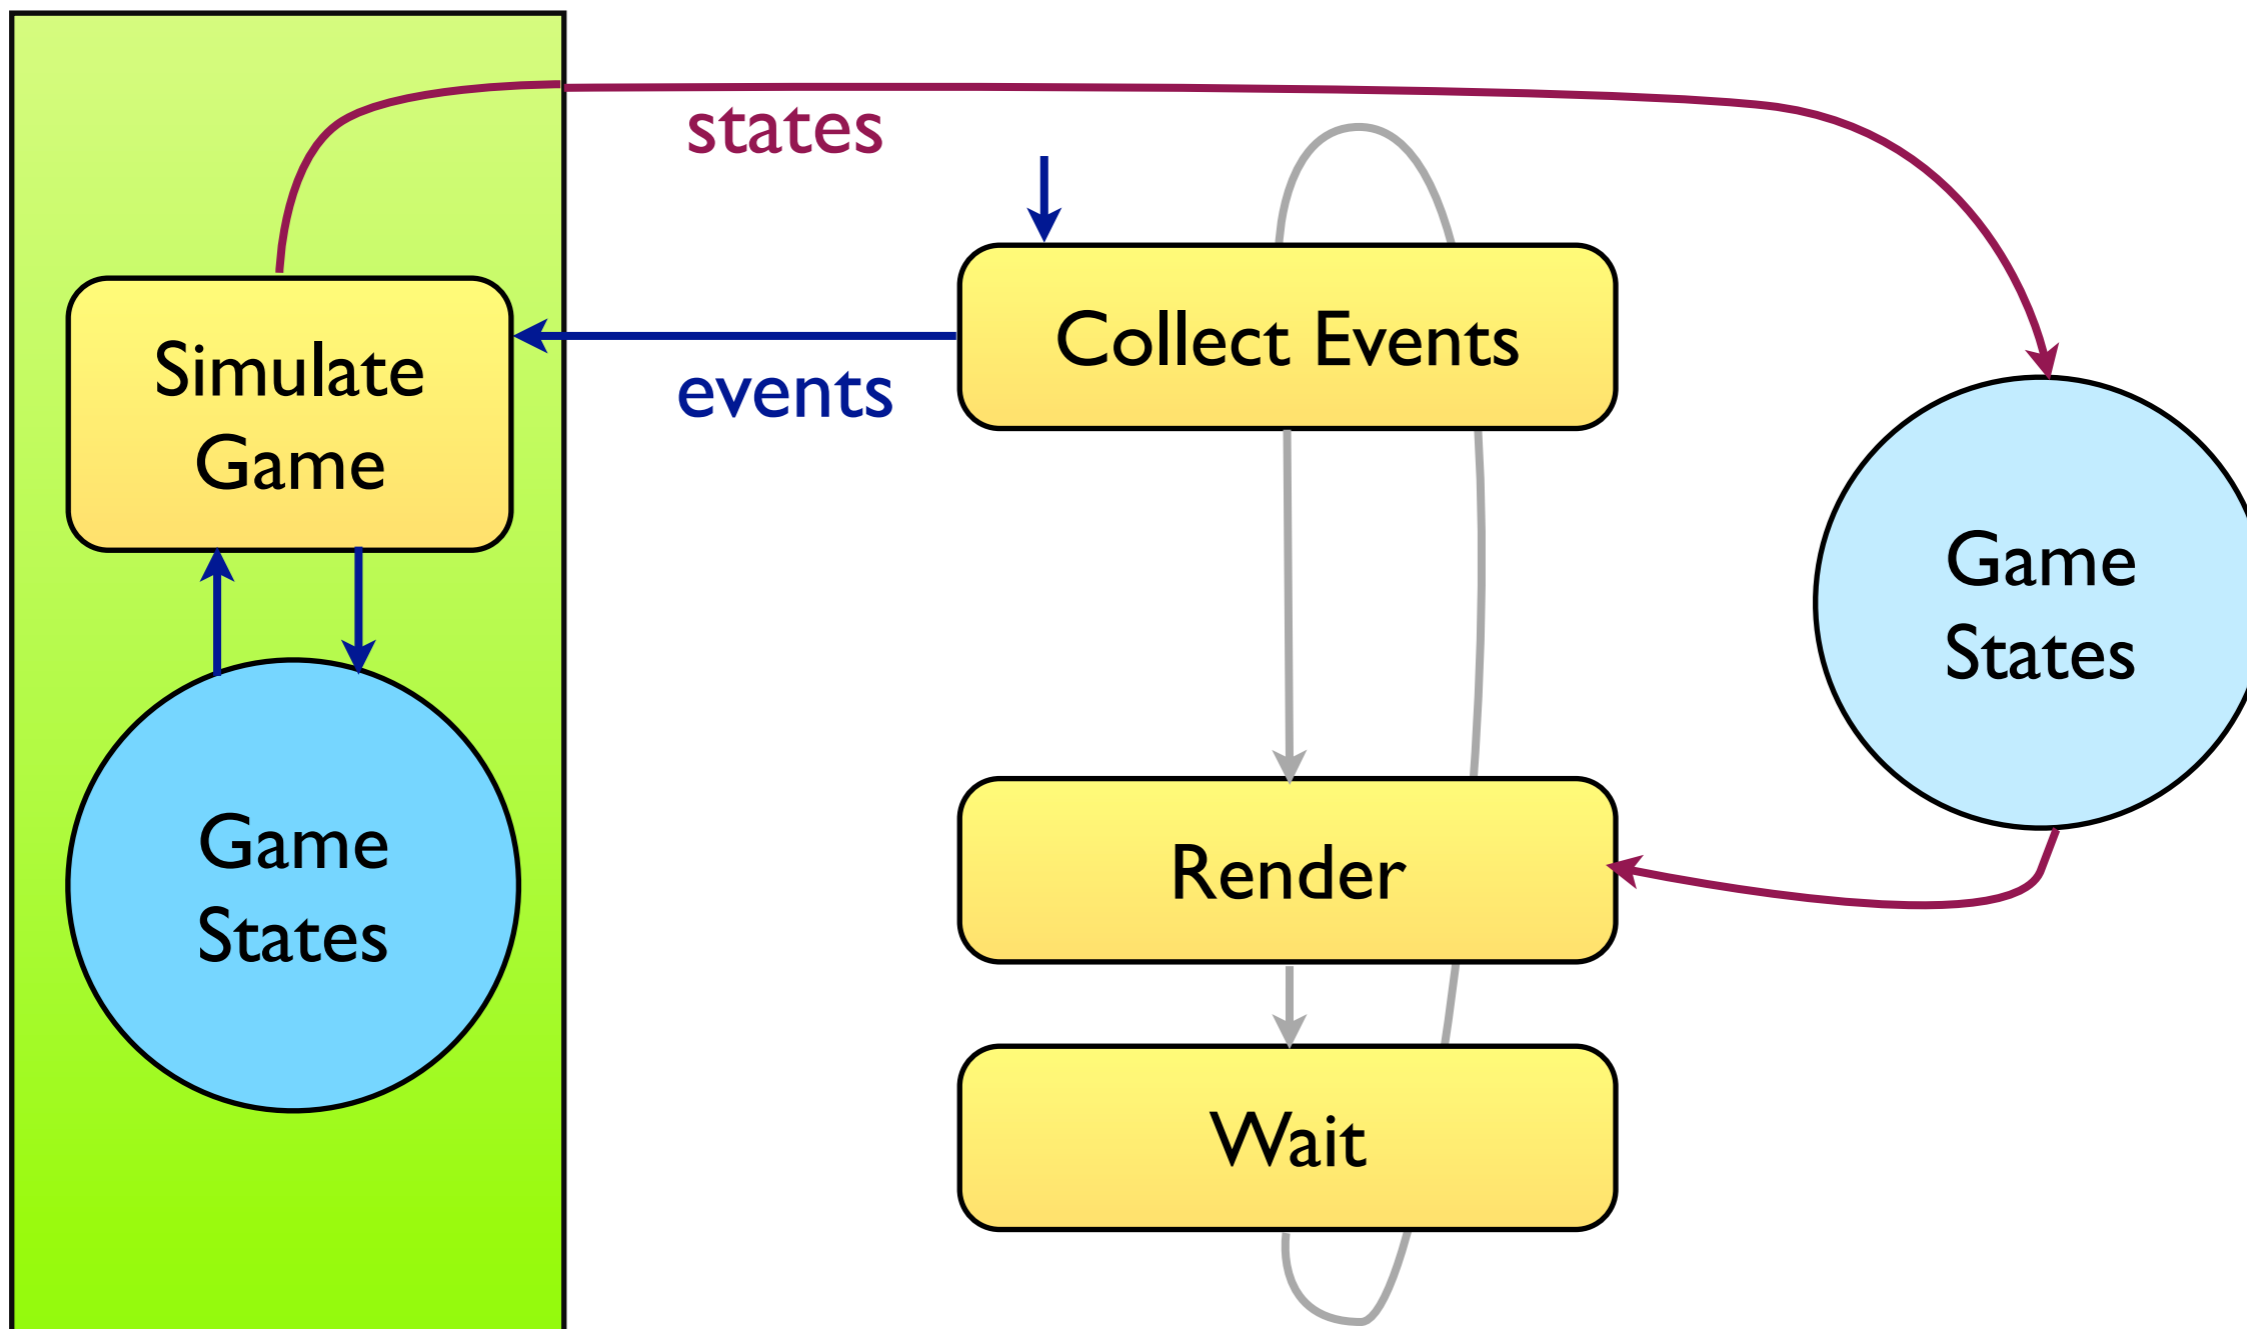 states
Collect Events
events
Simulate
Game
Game
States
Game
States
Render
Wait